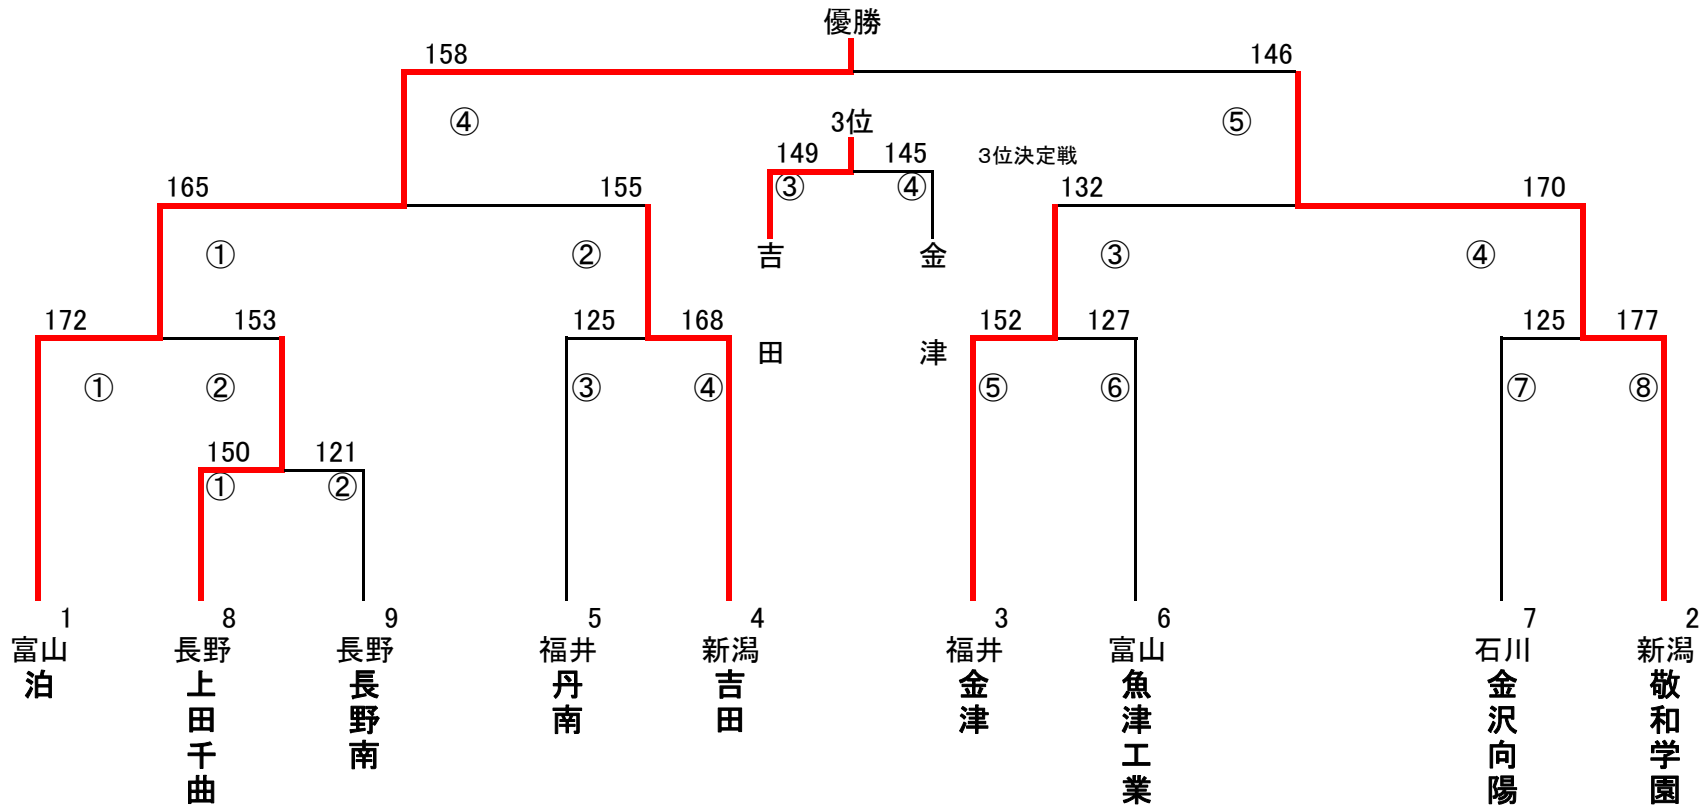 優勝
158
146
④
⑤
3位
149
145
3位決定戦
③
④
165
155
132
170
①
②
吉田
金津
③
④
172
153
125
168
152
127
125
177
①
②
③
④
⑤
⑥
⑦
⑧
150
121
①
②
1
8
9
5
4
3
6
7
2
富山
長野
長野
福井
新潟
福井
富山
石川
新潟
泊
上田千曲
長野南
丹南
吉田
金津
魚津工業
金沢向陽
敬和学園